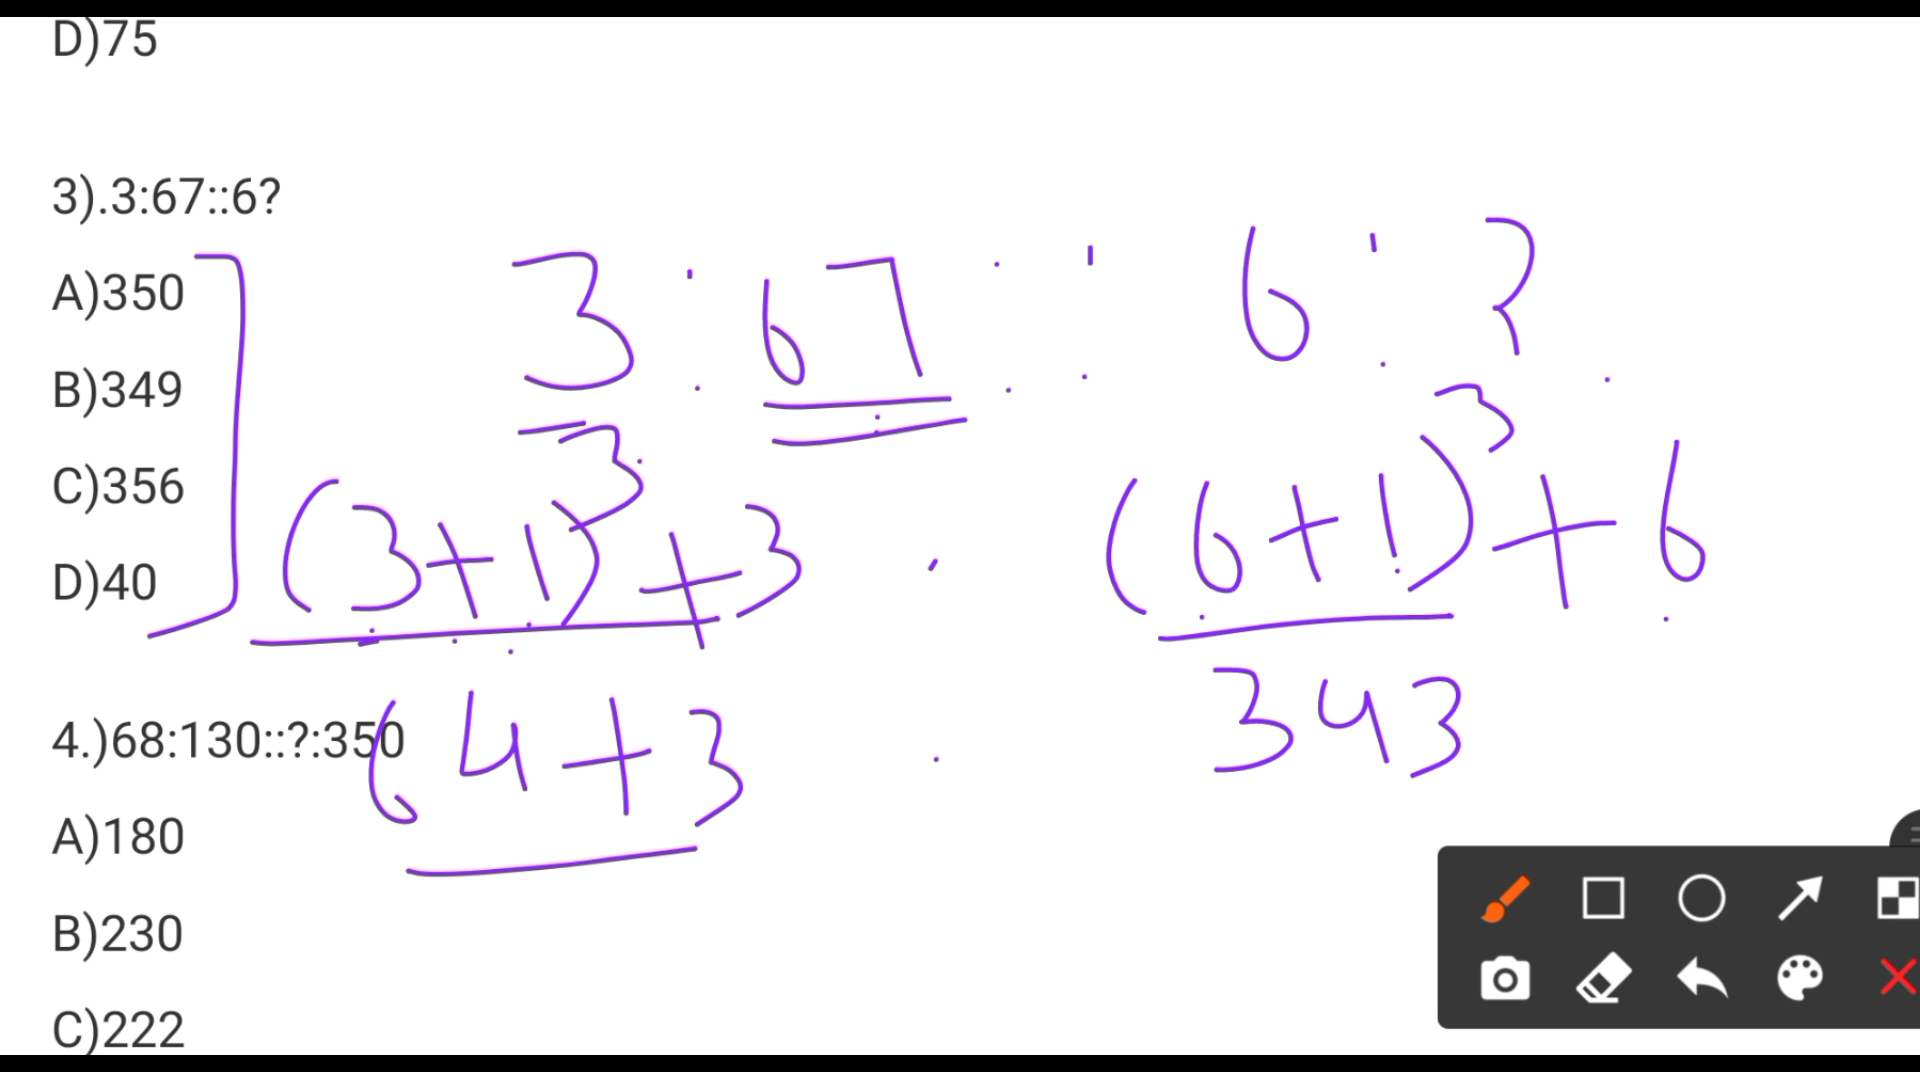 D)75
3).3:67::6?
A)350
3 : 67 :: 6 : ?
B)349
C)356
(3+1)³+3 (6+1)³+6
D)40
64+3 343
4.)68:130::?:350
A)180
B)230
C)222